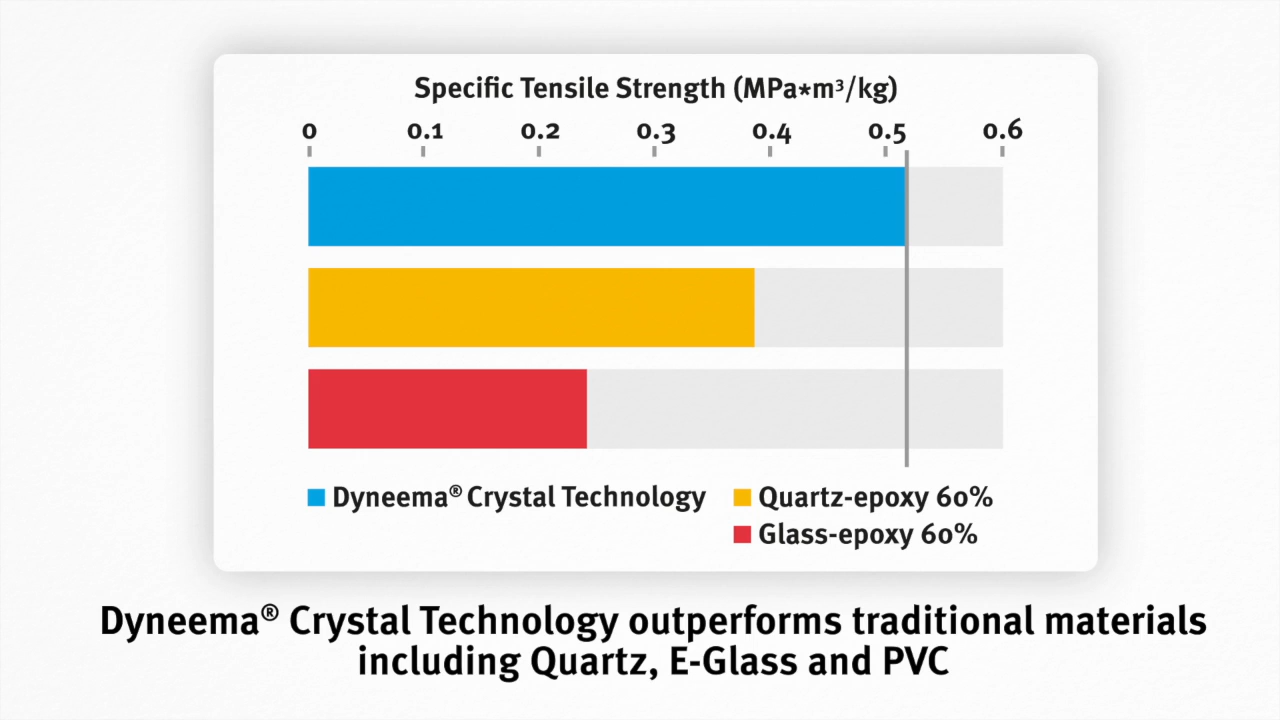 Specific Tensile Strength (MPa*m³/kg)
0 0.1 0.2 0.3 0.4 0.5 0.6
Dyneema® Crystal Technology
Quartz-epoxy 60%
Glass-epoxy 60%
Dyneema® Crystal Technology outperforms traditional materials
including Quartz, E-Glass and PVC